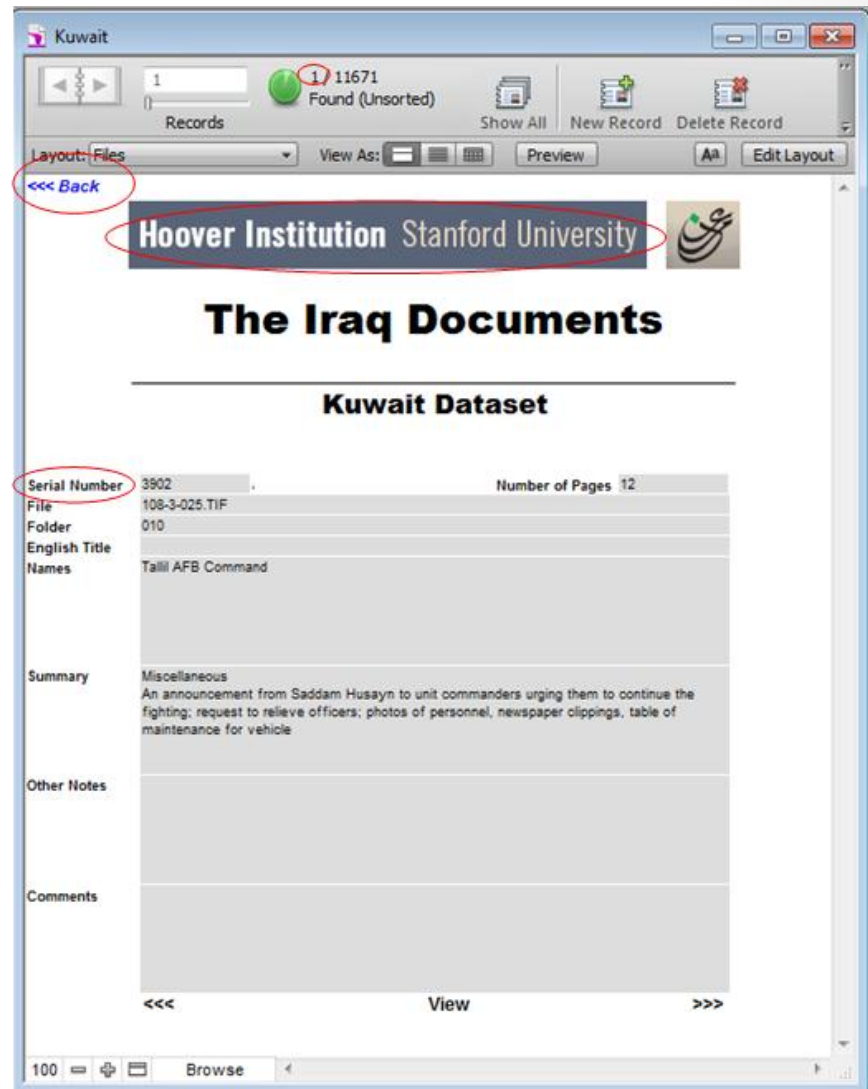 Kuwait
1
1 / 11671
Found (Unsorted)
Records
Show All
New Record
Delete Record
Layout: Files
View As:
Preview
Aa
Edit Layout
<<< Back
Hoover Institution Stanford University
The Iraq Documents
Kuwait Dataset
Serial Number 3902 . Number of Pages 12
File 108-3-025.TIF
Folder 010
English Title
Names Tallil AFB Command
Summary Miscellaneous
An announcement from Saddam Husayn to unit commanders urging them to continue the
fighting; request to relieve officers; photos of personnel, newspaper clippings, table of
maintenance for vehicle
Other Notes
Comments
<<< View >>>
100 Browse